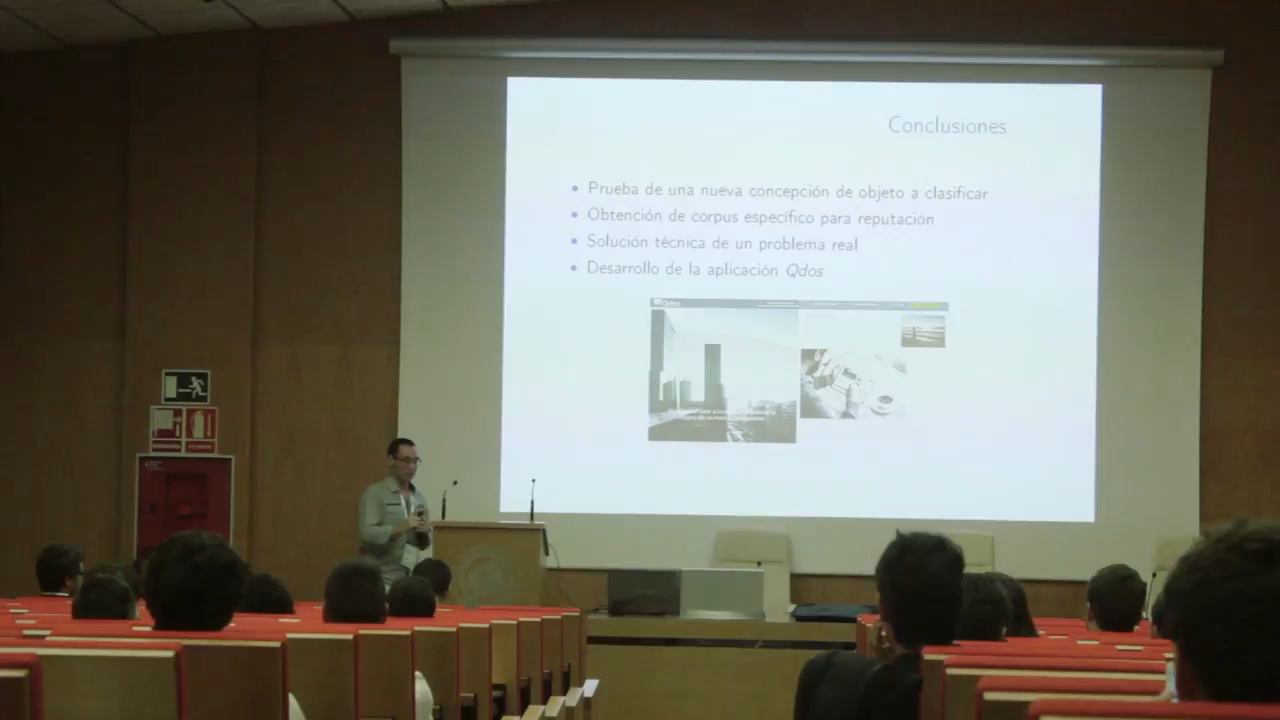 Conclusiones
Prueba de una nueva concepción de objeto a clasificar
Obtención de corpus específico para reputación
Solución técnica de un problema real
Desarrollo de la aplicación Qdos